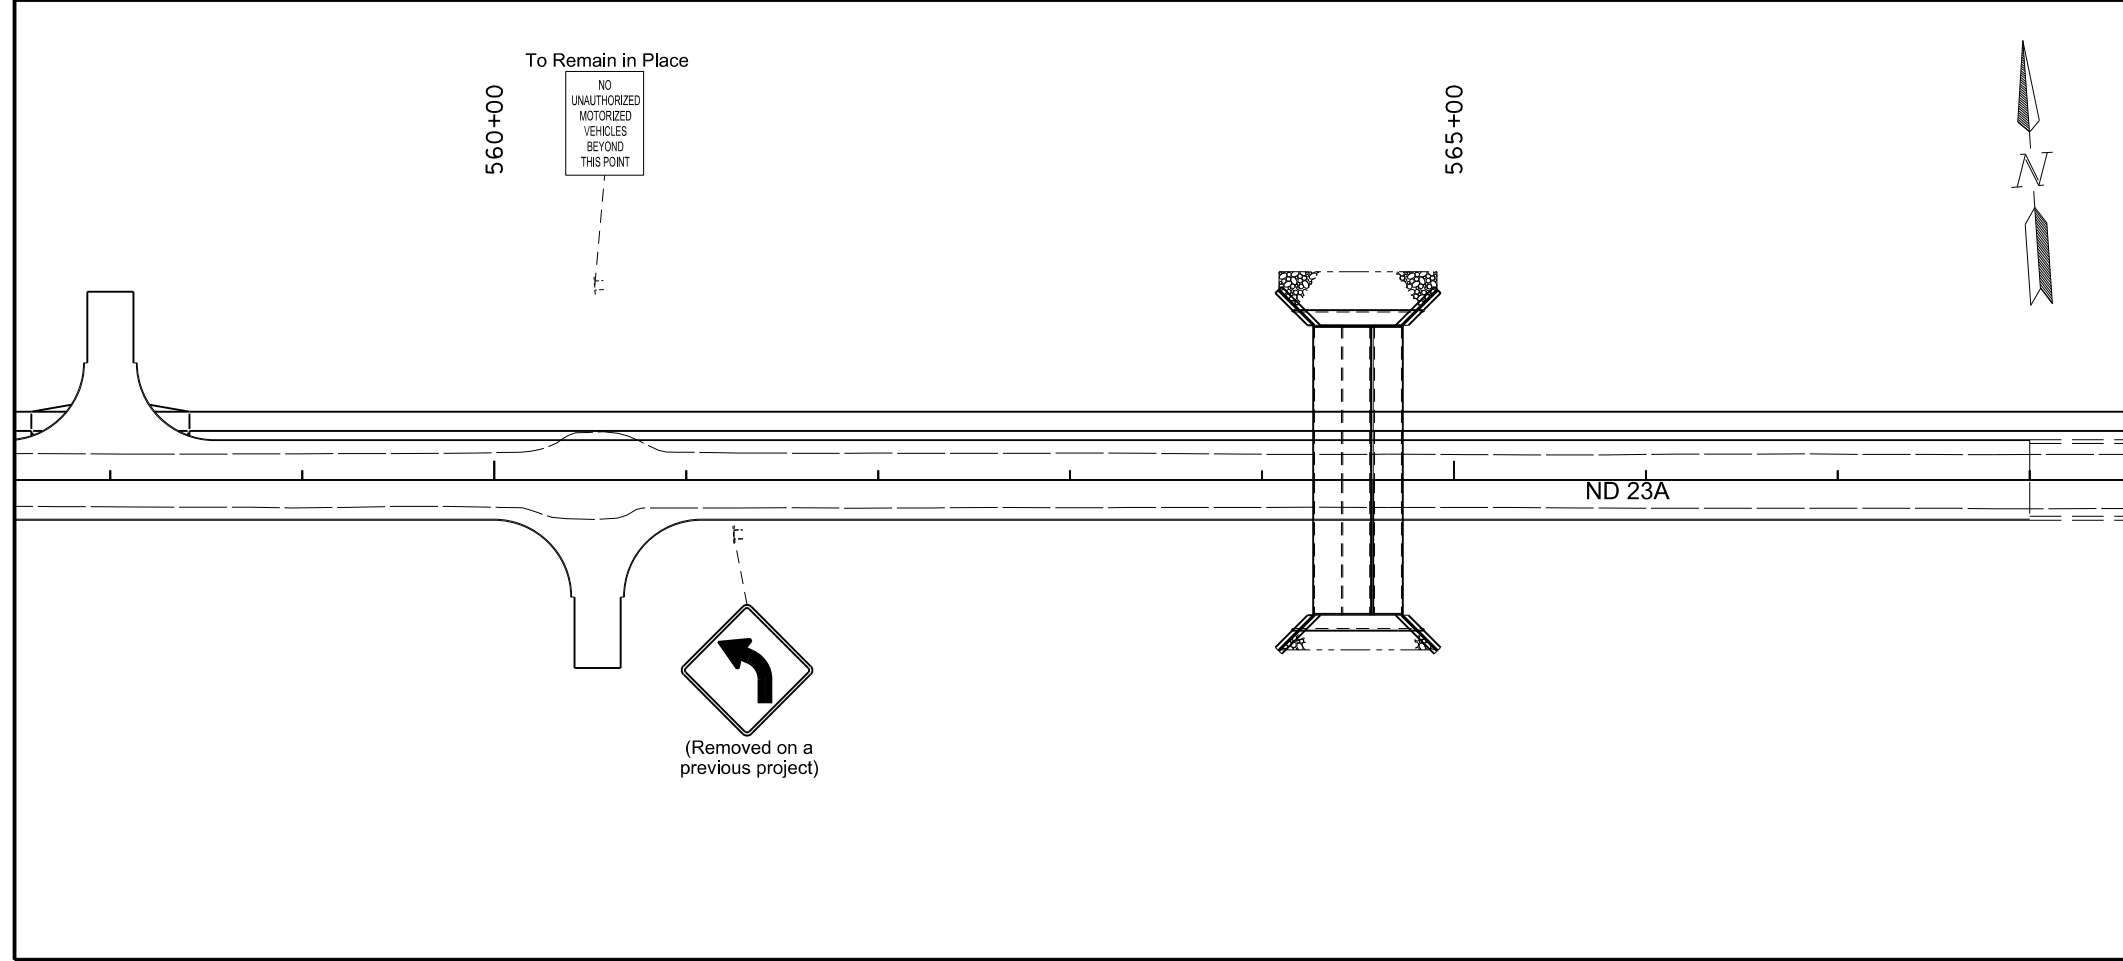 To Remain in Place
NO
UNAUTHORIZED
MOTORIZED
VEHICLES
BEYOND
THIS POINT
560+00
565+00
N
ND 23A
(Removed on a
previous project)